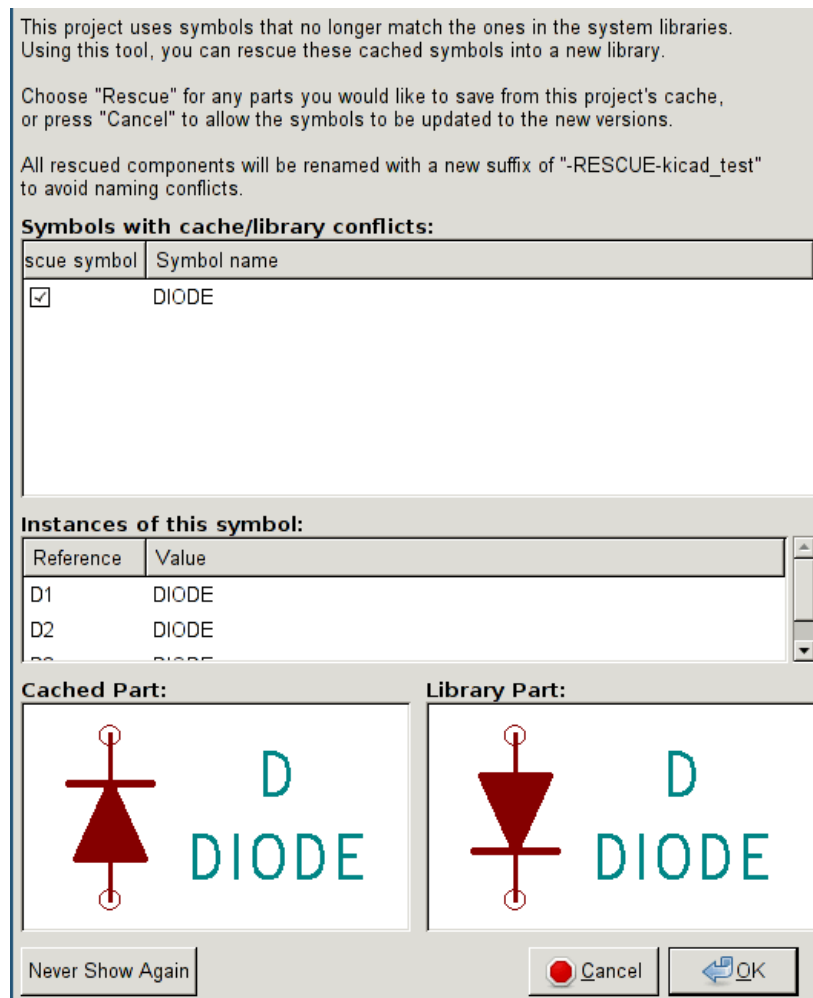 This project uses symbols that no longer match the ones in the system libraries.
Using this tool, you can rescue these cached symbols into a new library.
Choose "Rescue" for any parts you would like to save from this project's cache,
or press "Cancel" to allow the symbols to be updated to the new versions.
All rescued components will be renamed with a new suffix of "-RESCUE-kicad_test"
to avoid naming conflicts.
Symbols with cache/library conflicts:
scue symbol Symbol name
DIODE
Instances of this symbol:
Reference Value
D1 DIODE
D2 DIODE
Cached Part: Library Part:
D D
DIODE DIODE
Never Show Again Cancel OK